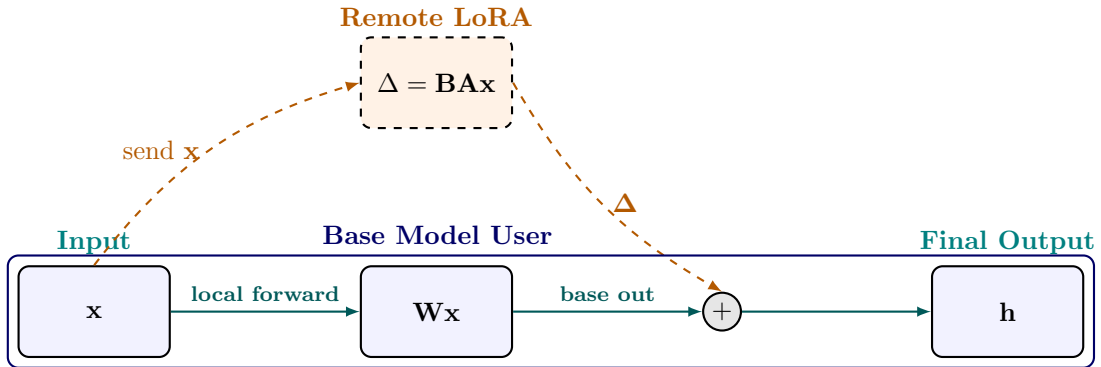 Remote LoRA
Δ = BAx
send x
Δ
Input
Base Model User
Final Output
x
local forward
Wx
base out
+
h